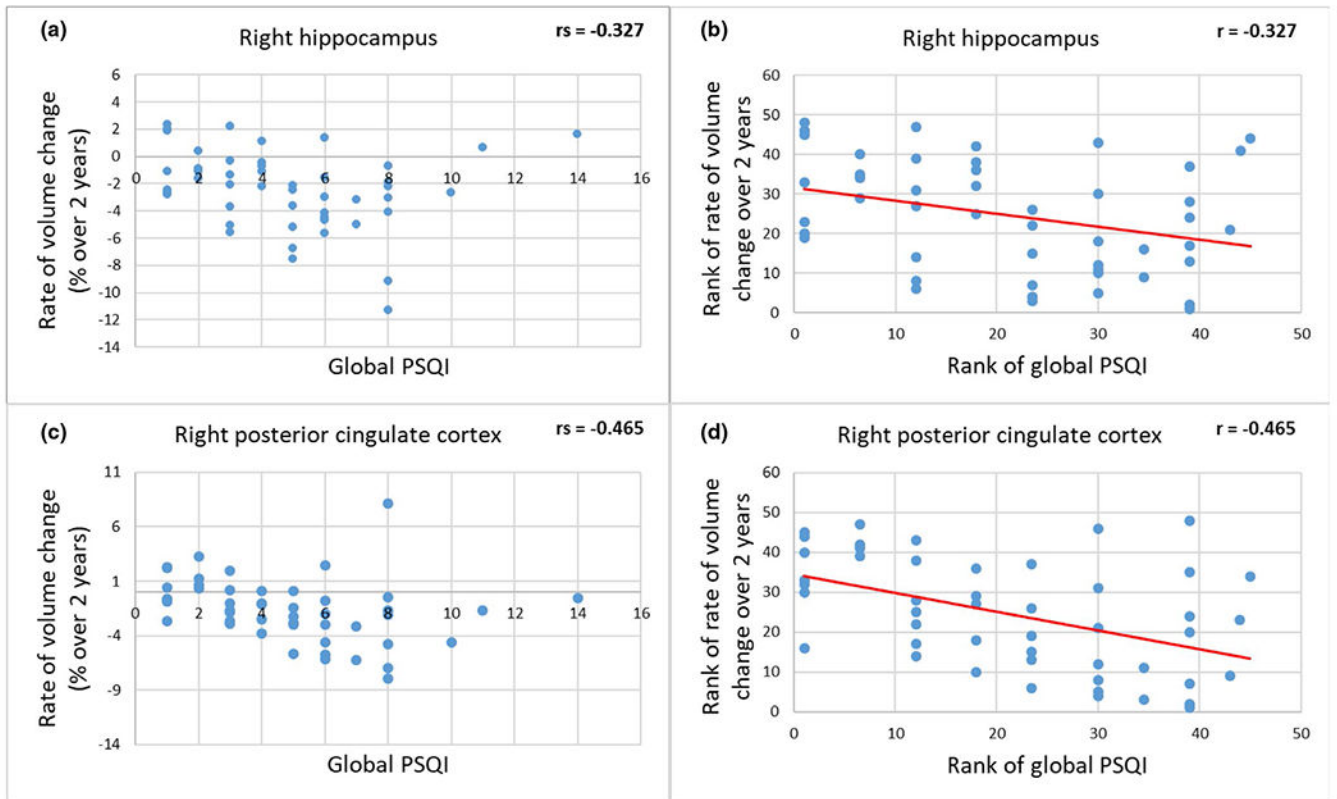 (a)
Right hippocampus
rs = -0.327
Rate of volume change
(% over 2 years)
6
4
2
0
-2
-4
-6
-8
-10
-12
-14
0 2 4 6 8 10 12 14 16
Global PSQI
(b)
Right hippocampus
r = -0.327
Rank of rate of volume
change over 2 years
60
50
40
30
20
10
0
0 10 20 30 40 50
Rank of global PSQI
(c)
Right posterior cingulate cortex
rs = -0.465
Rate of volume change
(% over 2 years)
11
6
1
-4
-9
-14
0 2 4 6 8 10 12 14 16
Global PSQI
(d)
Right posterior cingulate cortex
r = -0.465
Rank of rate of volume
change over 2 years
60
50
40
30
20
10
0
0 10 20 30 40 50
Rank of global PSQI